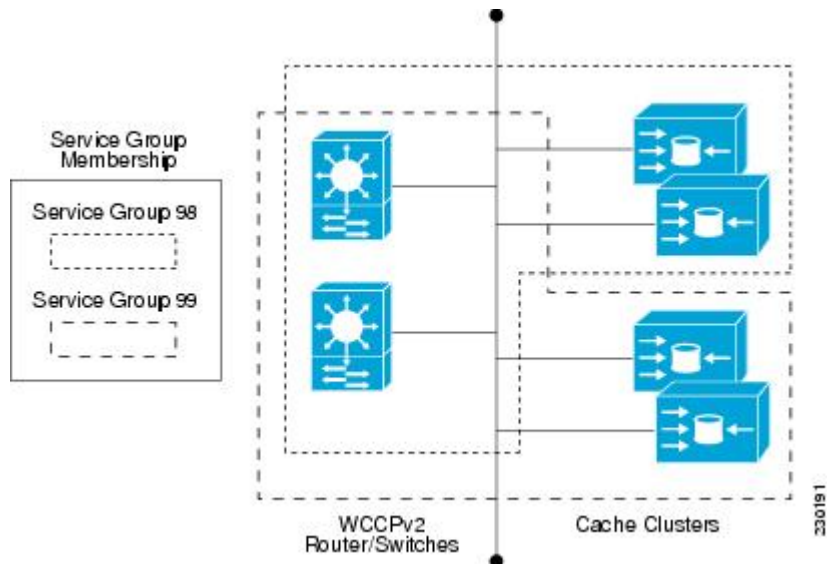 Service Group
Membership
Service Group 98
Service Group 99
WCCPv2
Router/Switches
Cache Clusters
230191